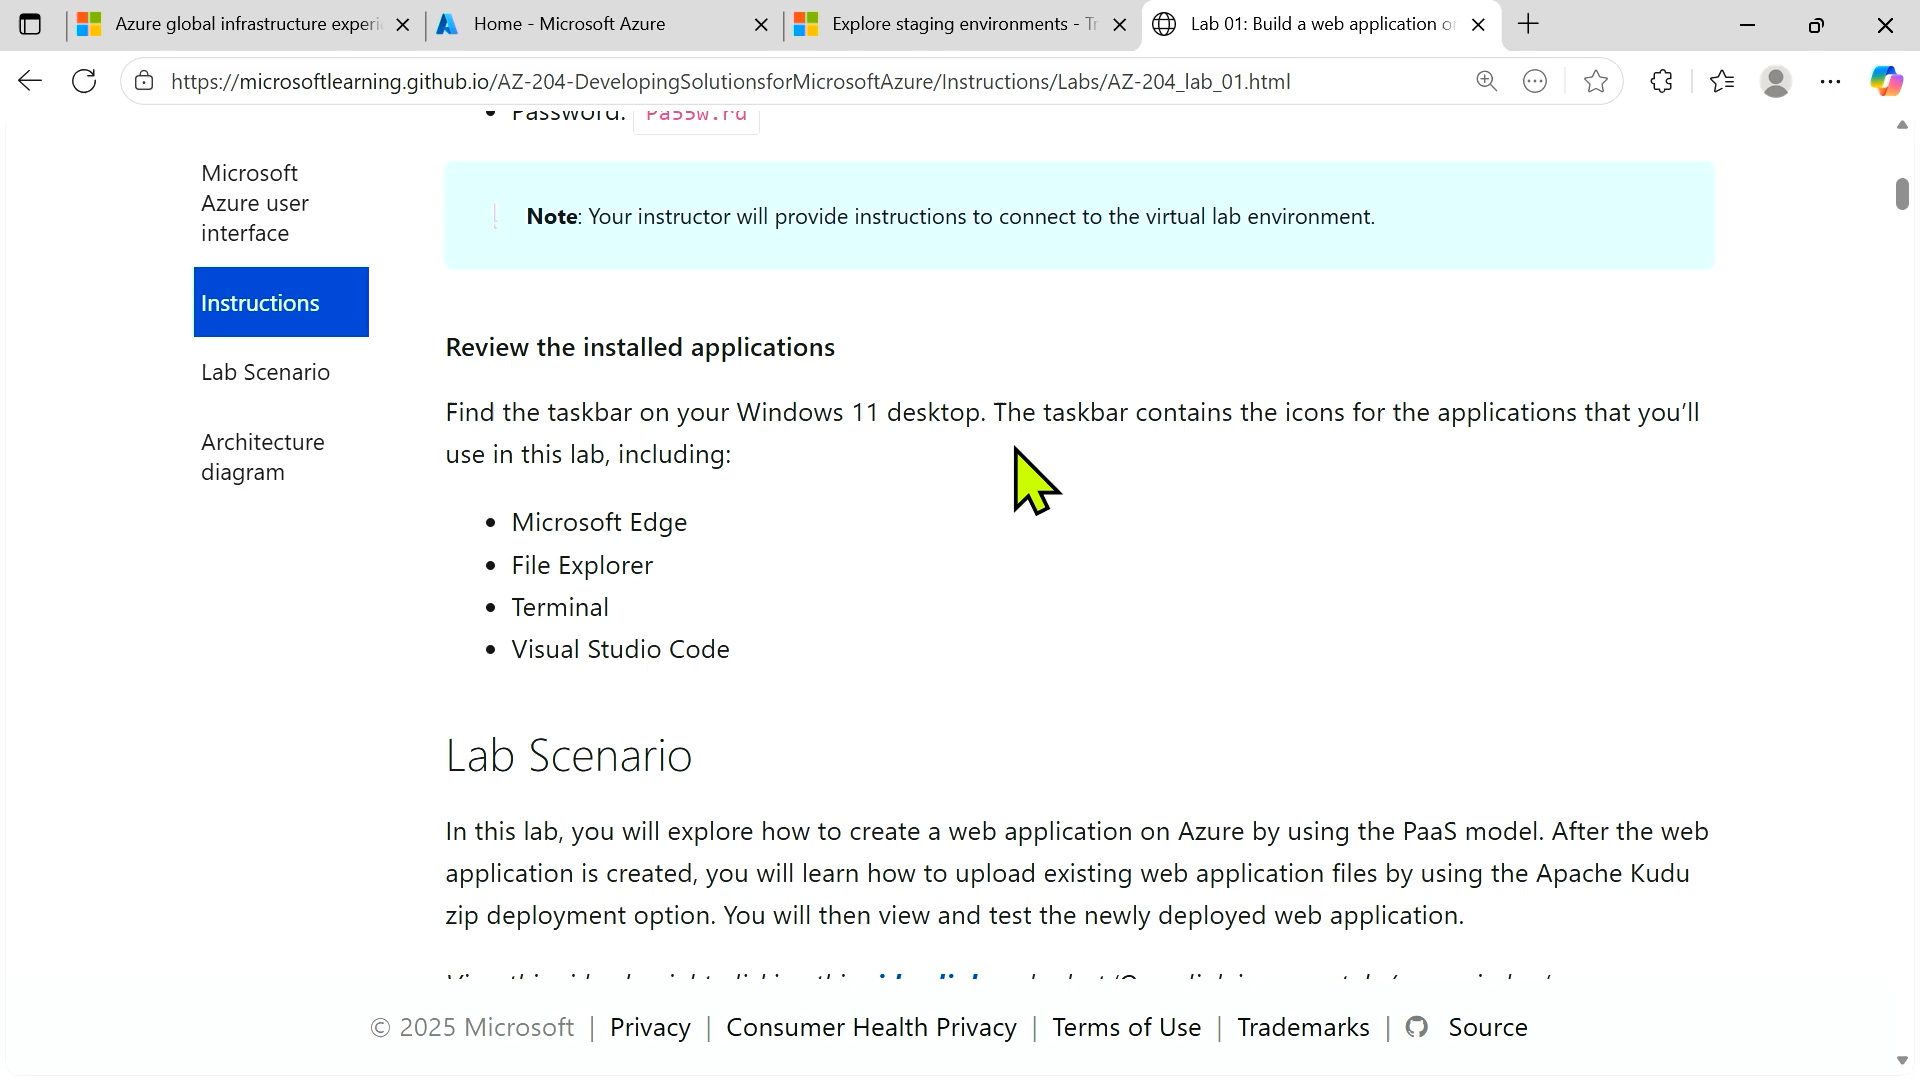 Azure global infrastructure experi
Home - Microsoft Azure
Explore staging environments - Tr
Lab 01: Build a web application o
https://microsoftlearning.github.io/AZ-204-DevelopingSolutionsforMicrosoftAzure/Instructions/Labs/AZ-204_lab_01.html
Password: Pa55w.rd
Microsoft
Azure user
interface
Instructions
Lab Scenario
Architecture
diagram
Note: Your instructor will provide instructions to connect to the virtual lab environment.
Review the installed applications
Find the taskbar on your Windows 11 desktop. The taskbar contains the icons for the applications that you’ll
use in this lab, including:
• Microsoft Edge
• File Explorer
• Terminal
• Visual Studio Code
Lab Scenario
In this lab, you will explore how to create a web application on Azure by using the PaaS model. After the web
application is created, you will learn how to upload existing web application files by using the Apache Kudu
zip deployment option. You will then view and test the newly deployed web application.
© 2025 Microsoft | Privacy | Consumer Health Privacy | Terms of Use | Trademarks | Source